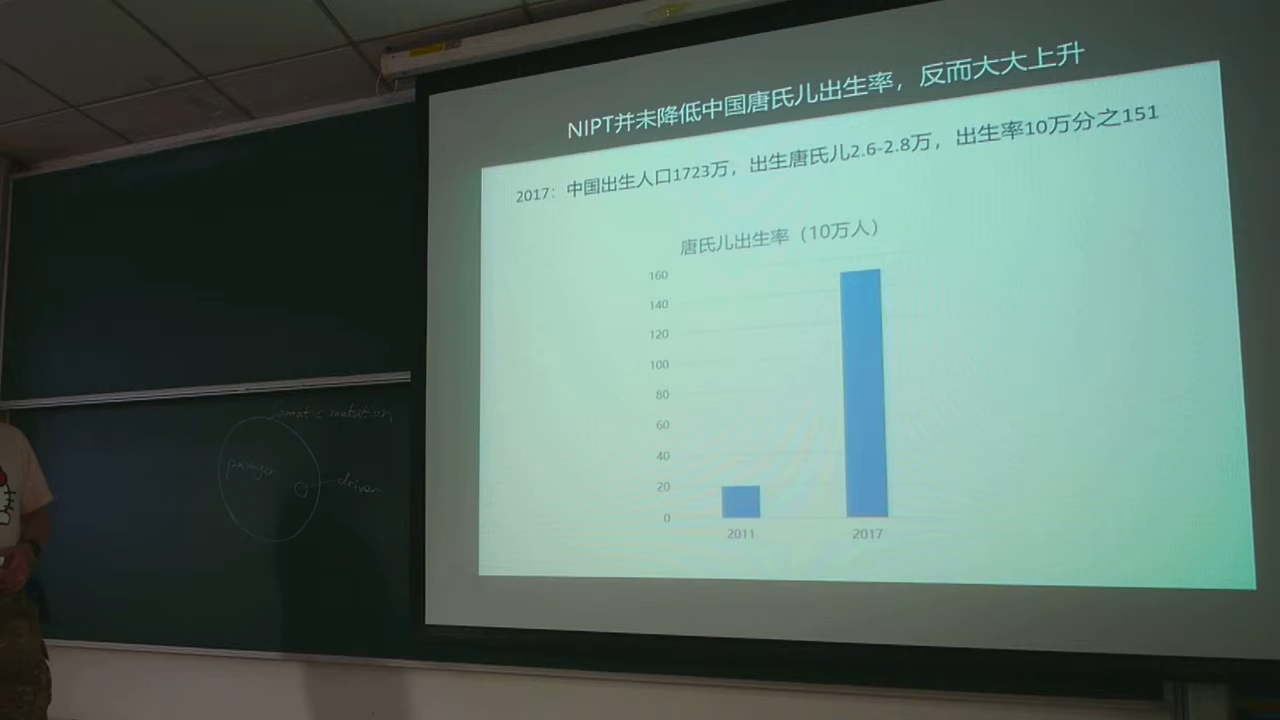 NIPT并未降低中国唐氏儿出生率，反而大大上升
2017：中国出生人口1723万，出生唐氏儿2.6-2.8万，出生率10万分之151
唐氏儿出生率（10万人）
160
140
120
100
80
60
40
20
0
2011
2017
driver